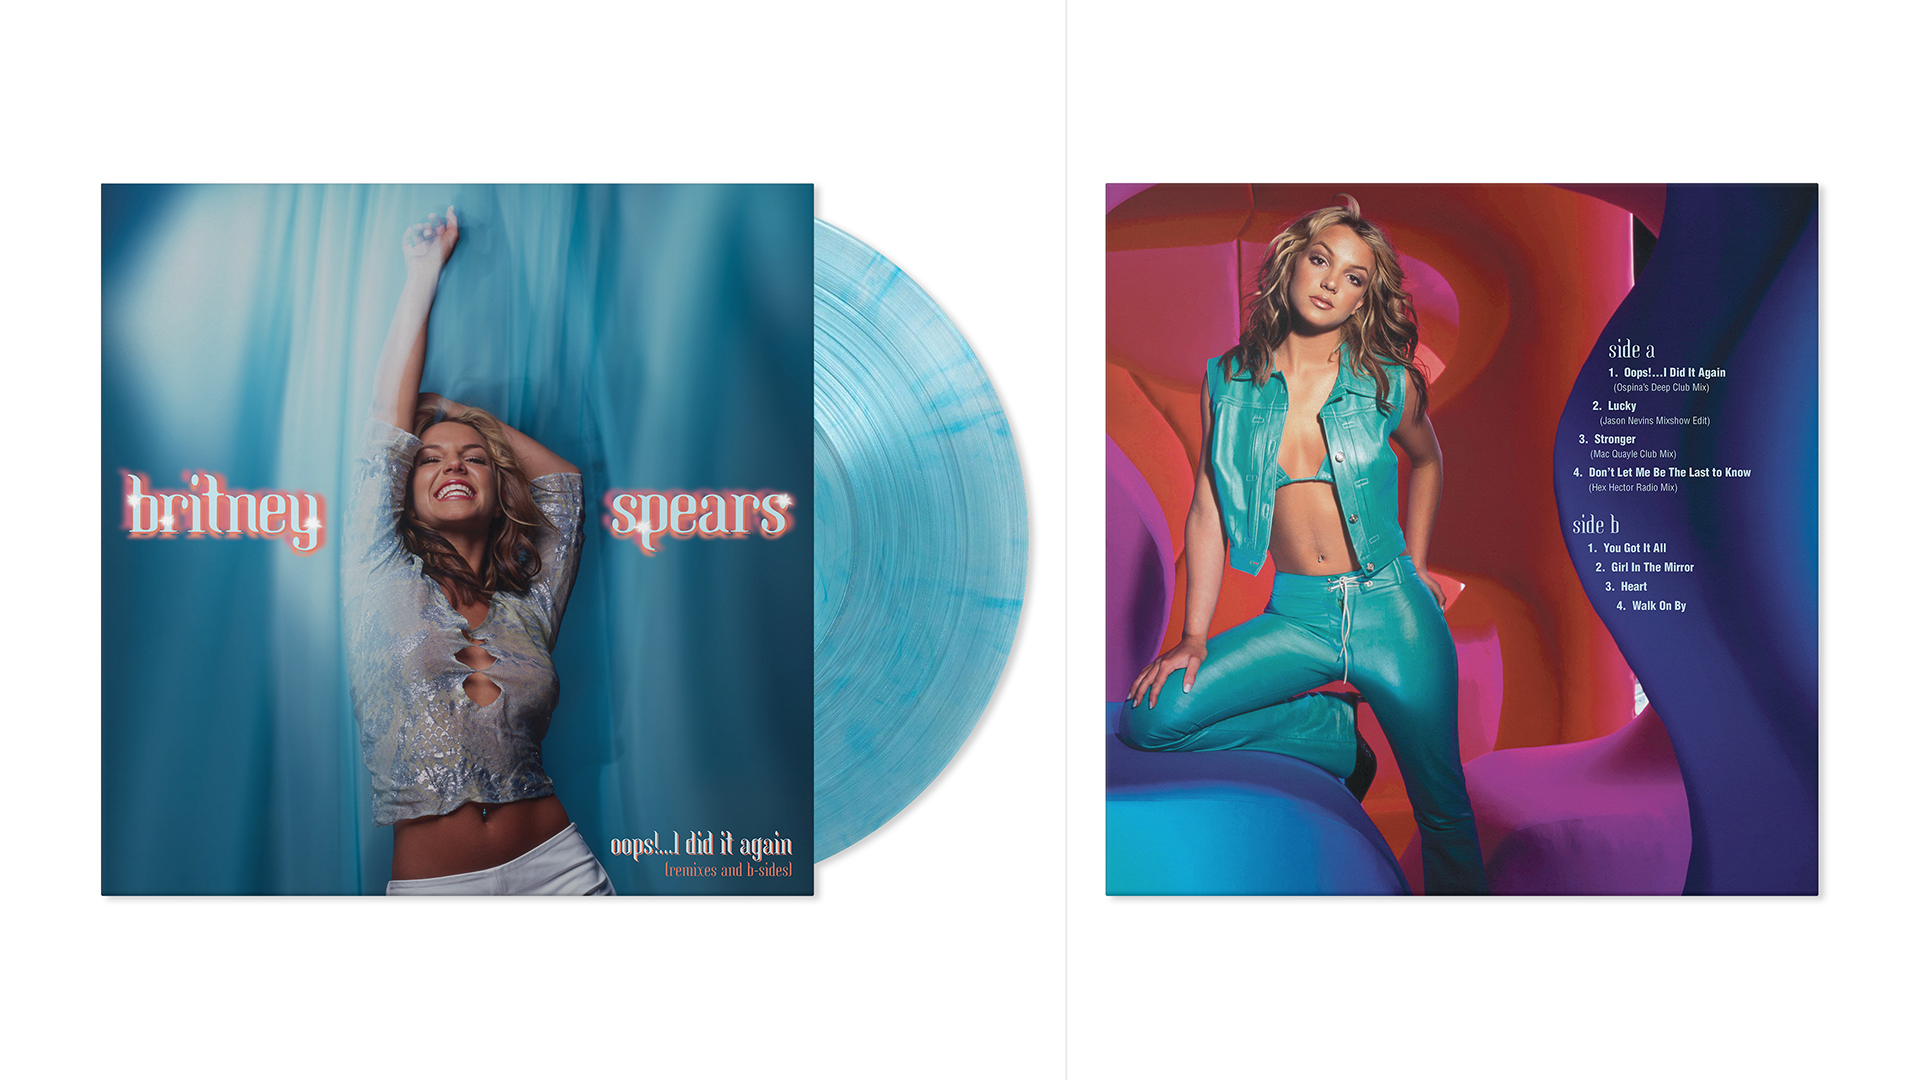 britney spears
oops!...I did it again
(remixes and b-sides)
side a
1. Oops!...I Did It Again
(Ospina's Deep Club Mix)
2. Lucky
(Jason Nevins Mixshow Edit)
3. Stronger
(Mac Quayle Club Mix)
4. Don't Let Me Be The Last to Know
(Hex Hector Radio Mix)
side b
1. You Got It All
2. Girl In The Mirror
3. Heart
4. Walk On By